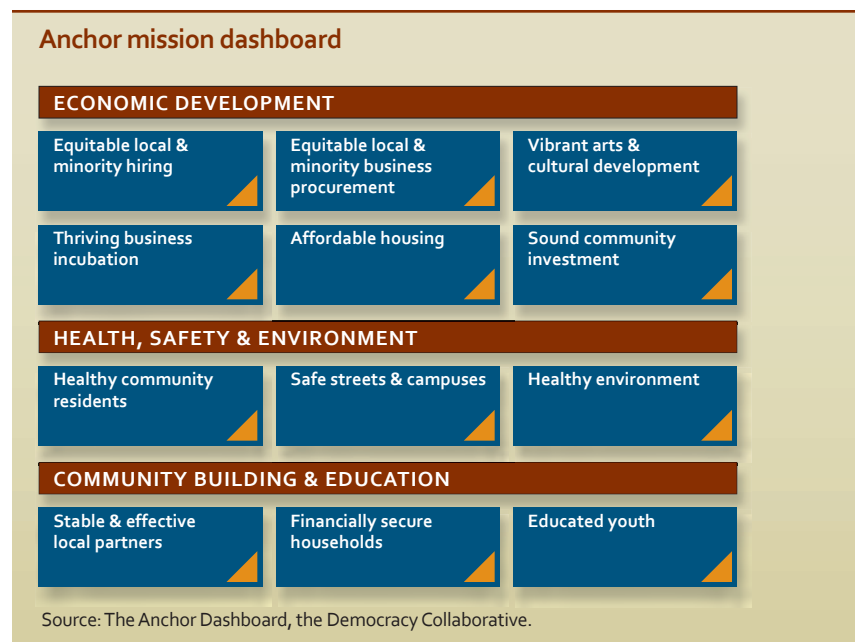 Anchor mission dashboard
ECONOMIC DEVELOPMENT
Equitable local &
minority hiring
Equitable local &
minority business
procurement
Vibrant arts &
cultural development
Thriving business
incubation
Affordable housing
Sound community
investment
HEALTH, SAFETY & ENVIRONMENT
Healthy community
residents
Safe streets & campuses
Healthy environment
COMMUNITY BUILDING & EDUCATION
Stable & effective
local partners
Financially secure
households
Educated youth
Source: The Anchor Dashboard, the Democracy Collaborative.